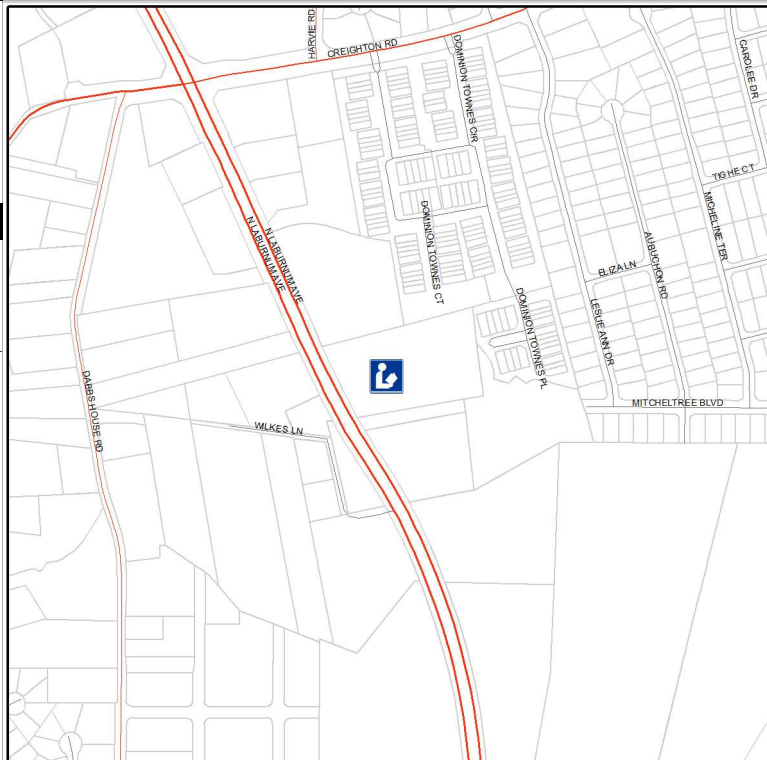 HARVIE RD
CREIGHTON RD
DOMINION TOWNES CIR
CAROLEE DR
TIGHE CT
MICHELINE TER
DOMINION TOWNES CT
N LABURNUM AVE
N LABURNUM AVE
AUBUCHON RD
ELIZA LN
DOMINION TOWNES PL
LESLIE ANN DR
DABBS HOUSE RD
MITCHELTREE BLVD
WILKES LN